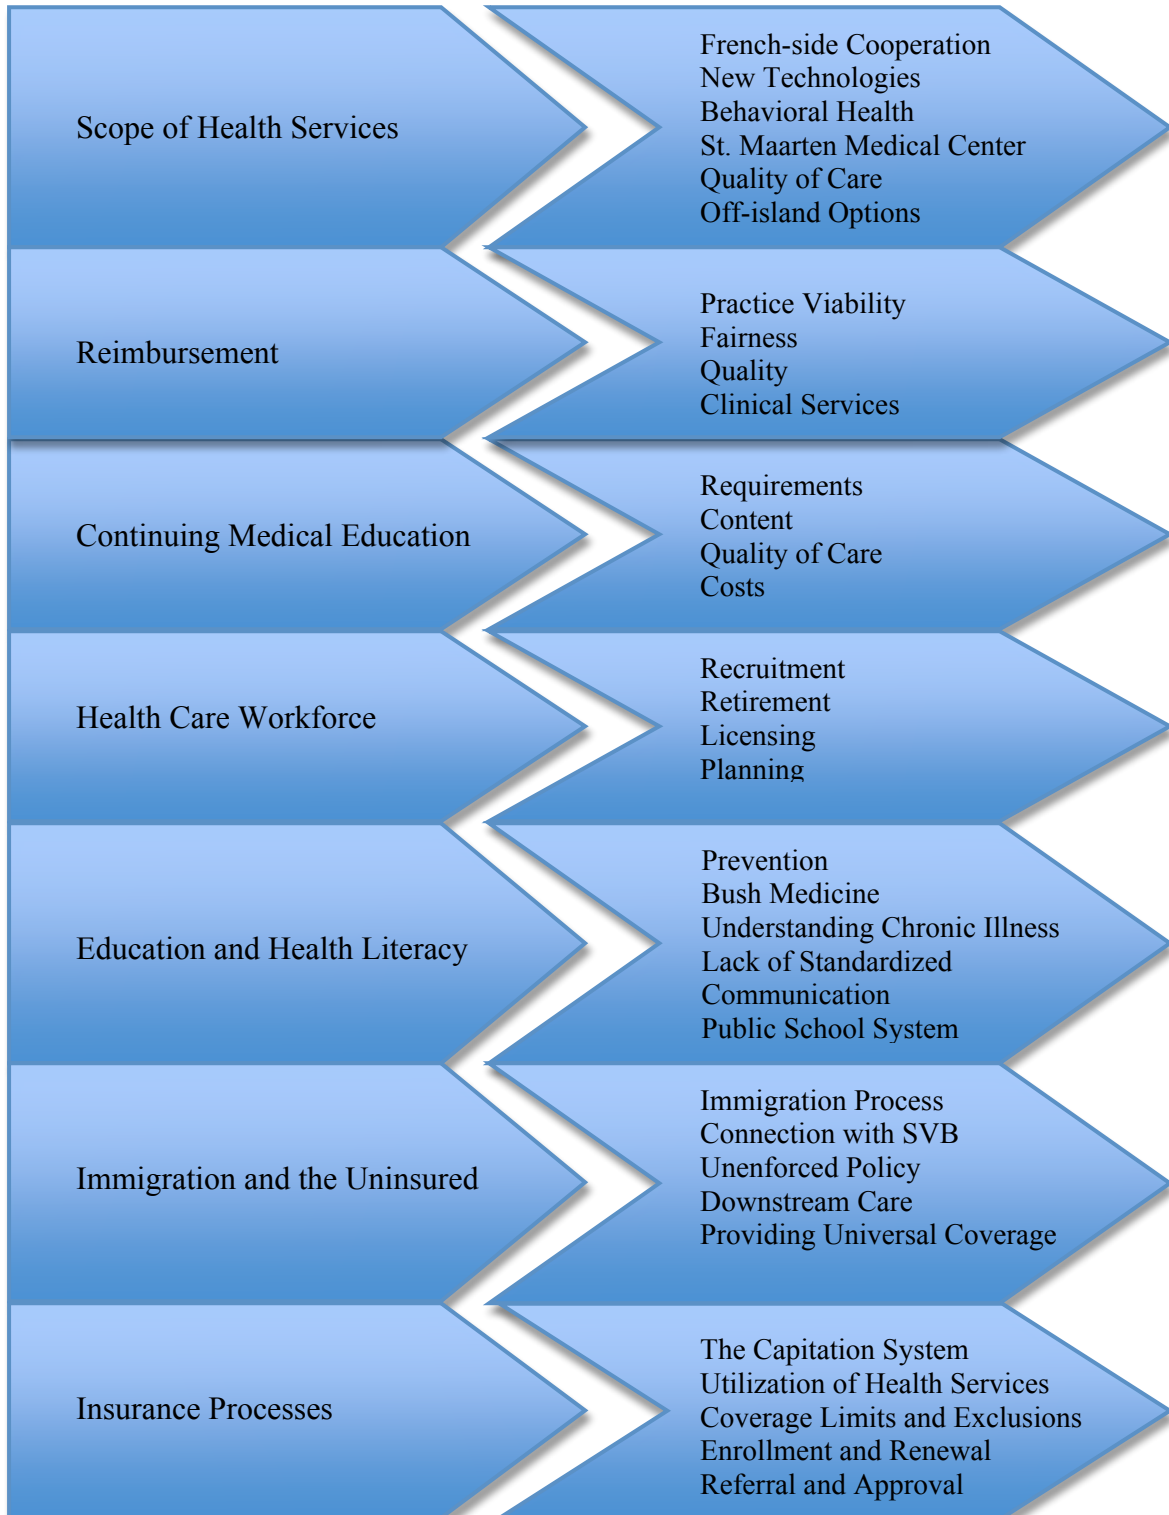 Scope of Health Services
French-side Cooperation
New Technologies
Behavioral Health
St. Maarten Medical Center
Quality of Care
Off-island Options
Reimbursement
Practice Viability
Fairness
Quality
Clinical Services
Continuing Medical Education
Requirements
Content
Quality of Care
Costs
Health Care Workforce
Recruitment
Retirement
Licensing
Planning
Education and Health Literacy
Prevention
Bush Medicine
Understanding Chronic Illness
Lack of Standardized
Communication
Public School System
Immigration and the Uninsured
Immigration Process
Connection with SVB
Unenforced Policy
Downstream Care
Providing Universal Coverage
Insurance Processes
The Capitation System
Utilization of Health Services
Coverage Limits and Exclusions
Enrollment and Renewal
Referral and Approval